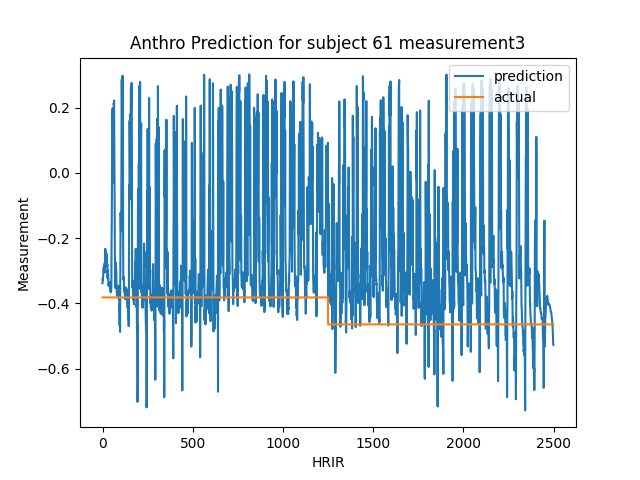 Anthro Prediction for subject 61 measurement3
prediction
actual
0.2
0.0
−0.2
−0.4
−0.6
Measurement
0
500
1000
1500
2000
2500
HRIR